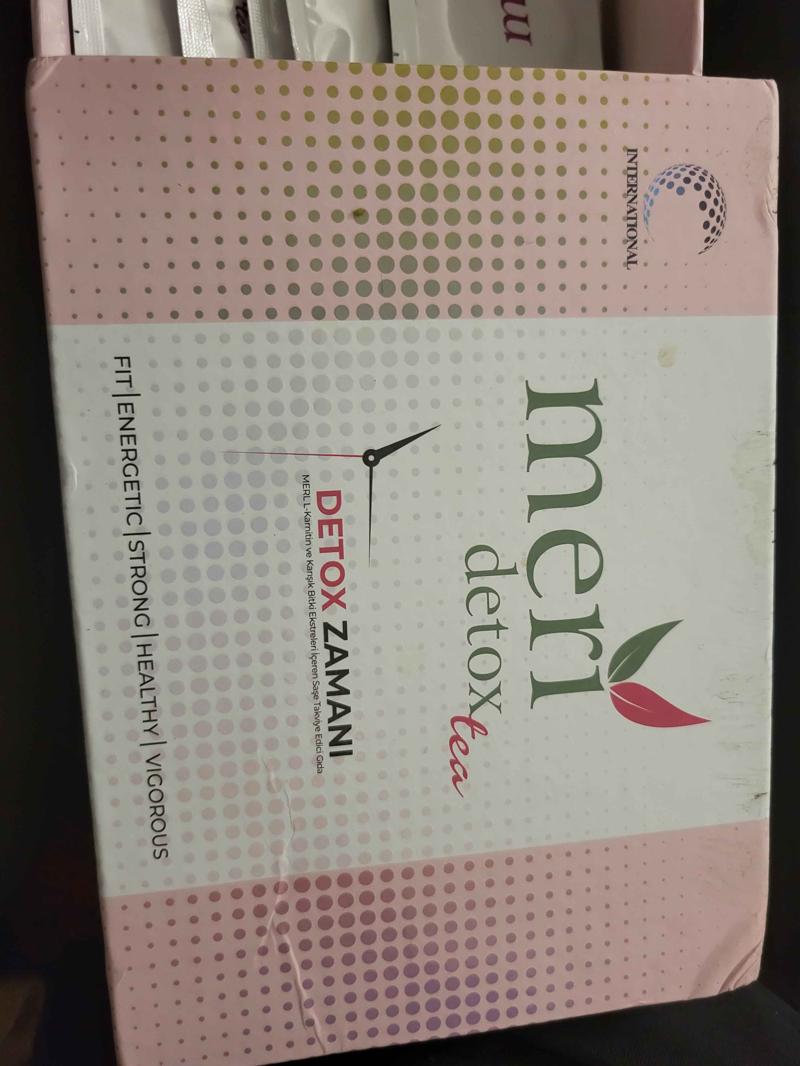 INTERNATIONAL
meri
detox tea
DETOX ZAMANI
MERİ L-Karnitin ve Karışık Bitki Ekstreleri İçeren Saşe Takviye Edici Gıda
FIT|ENERGETIC|STRONG|HEALTHY|VIGOROUS